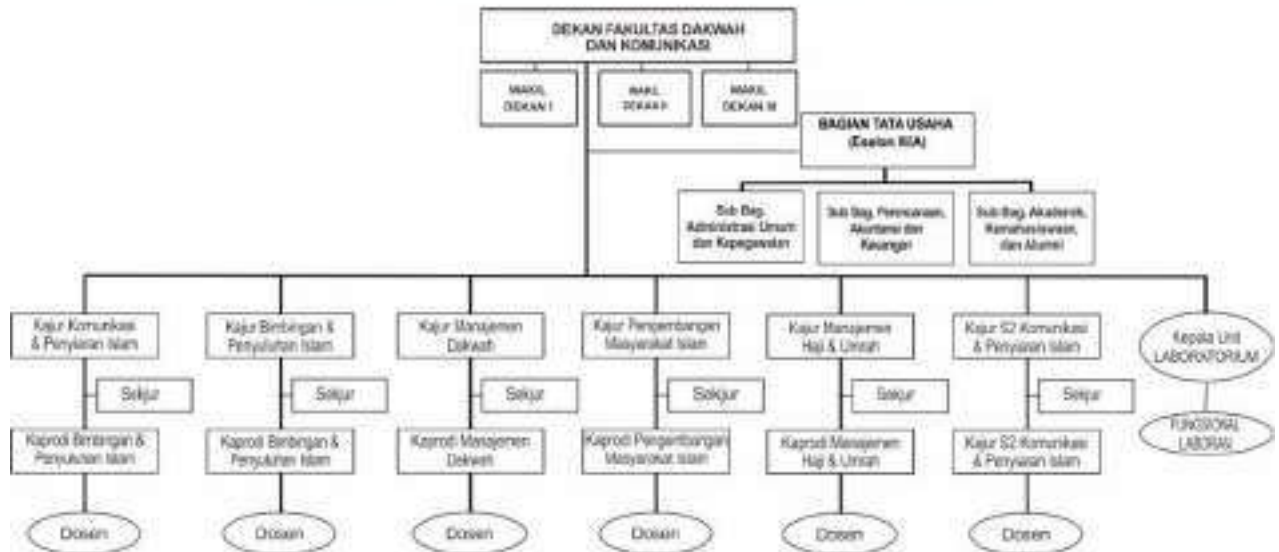 DEKAN FAKULTAS DAKWAH
DAN KOMUNIKASI
WAKIL
DEKAN I
WAKIL
DEKAN II
WAKIL
DEKAN III
BAGIAN TATA USAHA
(Eselon III/A)
Sub Bag.
Administrasi Umum
dan Kepegawaian
Sub Bag. Perencanaan,
Akuntansi dan
Keuangan
Sub Bag. Akademik,
Kemahasiswaan,
dan Alumni
Kajur Komunikasi
& Penyiaran Islam
Kajur Bimbingan &
Penyuluhan Islam
Kajur Manajemen
Dakwah
Kajur Pengembangan
Masyarakat Islam
Kajur Manajemen
Haji & Umrah
Kajur S2 Komunikasi
& Penyiaran Islam
Kepala Unit
LABORATORIUM
Sekjur
Sekjur
Sekjur
Sekjur
Sekjur
Sekjur
FUNGSIONAL
LABORAN
Kaprodi Bimbingan &
Penyuluhan Islam
Kaprodi Bimbingan &
Penyuluhan Islam
Kaprodi Manajemen
Dakwah
Kaprodi Pengembangan
Masyarakat Islam
Kaprodi Manajemen
Haji & Umrah
Kajur S2 Komunikasi
& Penyiaran Islam
Dosen
Dosen
Dosen
Dosen
Dosen
Dosen